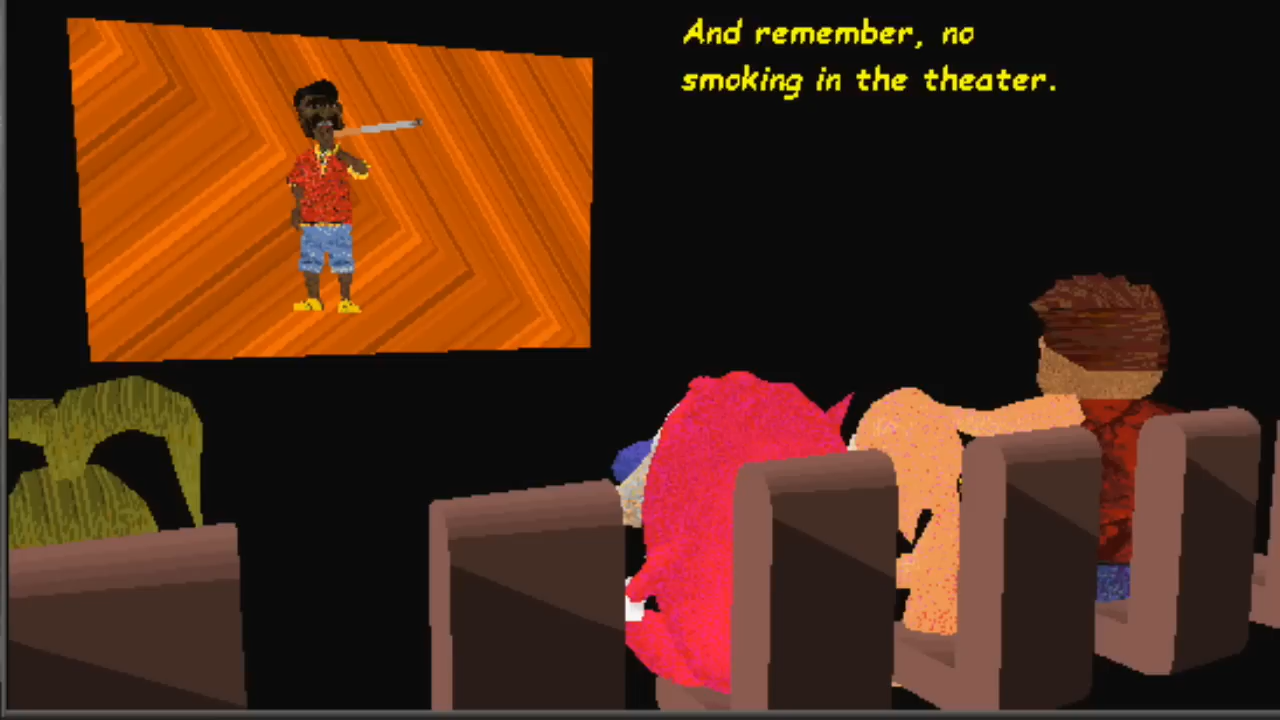 And remember, no
smoking in the theater.